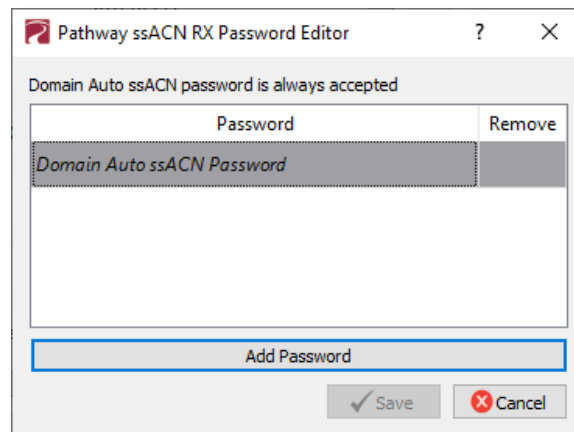 Pathway ssACN RX Password Editor ?
Domain Auto ssACN password is always accepted
Password Remove
Domain Auto ssACN Password
Add Password
Save Cancel